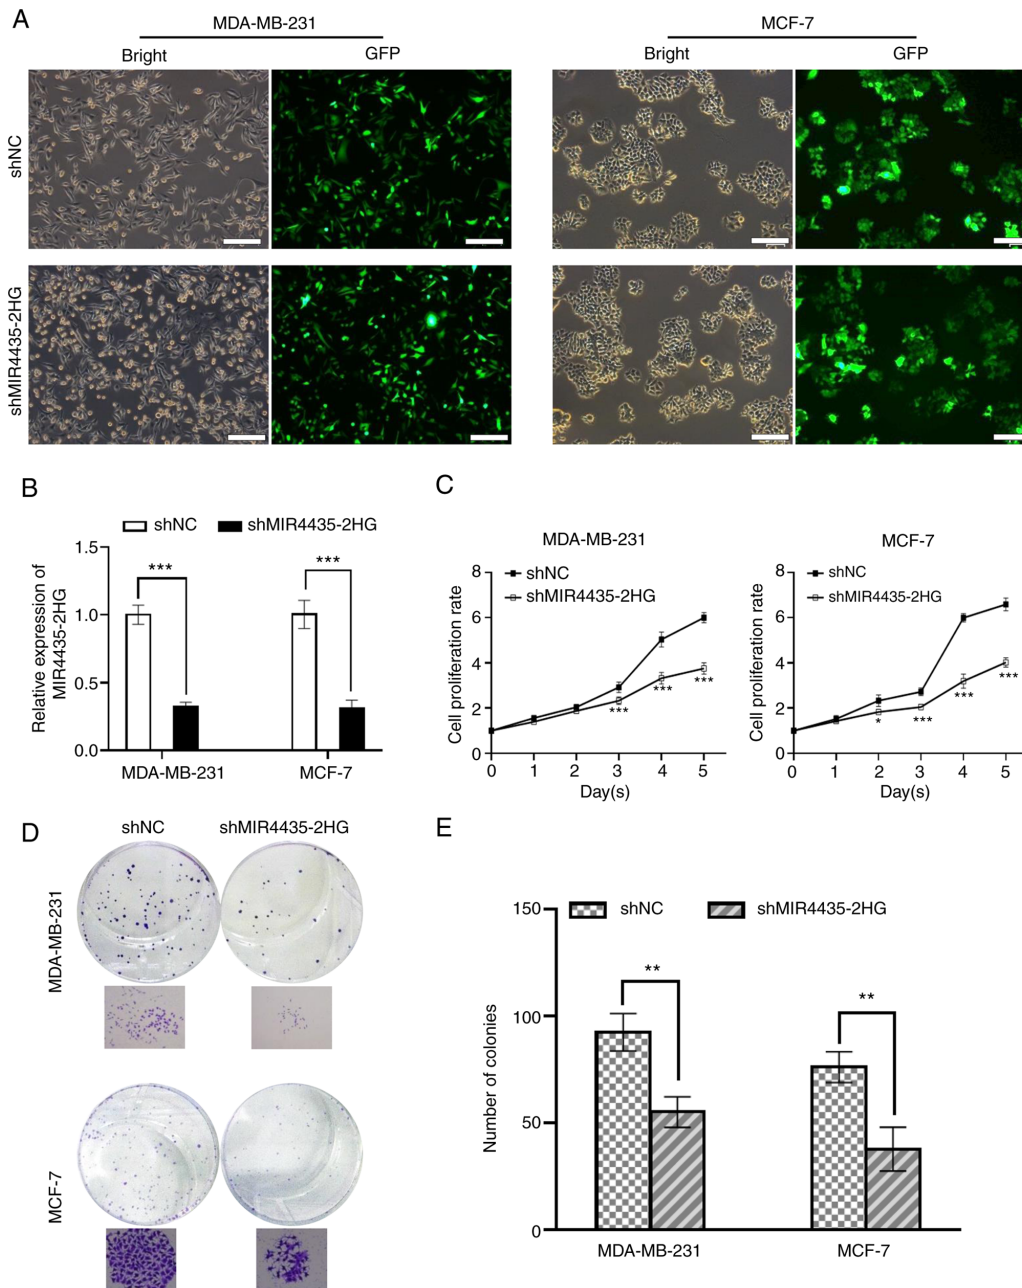 A
MDA-MB-231
MCF-7
Bright
GFP
Bright
GFP
shNC
shMIR4435-2HG
B
shNC
shMIR4435-2HG
Relative expression of
MIR4435-2HG
1.5
1.0
0.5
0.0
***
***
MDA-MB-231
MCF-7
C
MDA-MB-231
shNC
shMIR4435-2HG
Cell proliferation rate
8
6
4
2
0
***
***
***
0 1 2 3 4 5
Day(s)
MCF-7
shNC
shMIR4435-2HG
Cell proliferation rate
8
6
4
2
0
*
***
***
***
0 1 2 3 4 5
Day(s)
D
shNC
shMIR4435-2HG
MDA-MB-231
MCF-7
E
shNC
shMIR4435-2HG
Number of colonies
150
100
50
0
**
**
MDA-MB-231
MCF-7